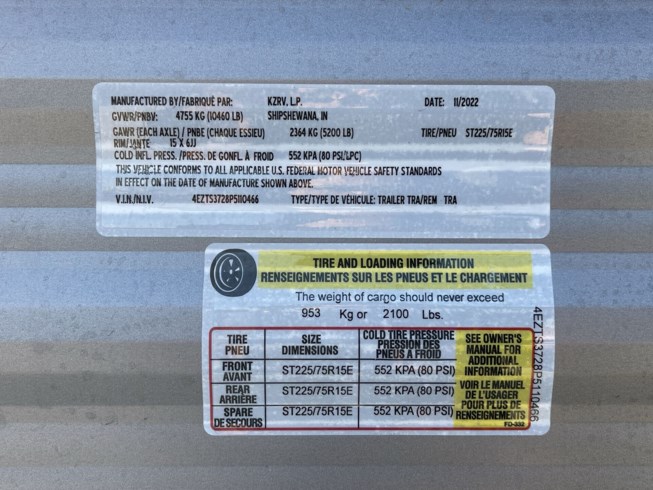 MANUFACTURED BY/FABRIQUÉ PAR: KZRV, L.P. DATE: 11/2022
GVWR/PNBV: 4755 KG (10460 LB) SHIPSHEWANA, IN
GAWR (EACH AXLE) / PNBE (CHAQUE ESSIEU) 2364 KG (5200 LB) TIRE/PNEU ST225/75R15E
RIM/JANTE 15 X 6JJ
COLD INFL. PRESS. /PRESS. DE GONFL. À FROID 552 KPA (80 PSI/LPC)
THIS VEHICLE CONFORMS TO ALL APPLICABLE U.S. FEDERAL MOTOR VEHICLE SAFETY STANDARDS
IN EFFECT ON THE DATE OF MANUFACTURE SHOWN ABOVE.
V.I.N./N.I.V. 4EZTS3728P5110466 TYPE/TYPE DE VÉHICULE: TRAILER TRA/REM TRA
TIRE AND LOADING INFORMATION
RENSEIGNEMENTS SUR LES PNEUS ET LE CHARGEMENT
The weight of cargo should never exceed
953 Kg or 2100 Lbs.
TIRE
PNEU
SIZE
DIMENSIONS
COLD TIRE PRESSURE
PRESSION DES
PNEUS À FROID
FRONT
AVANT
ST225/75R15E
552 KPA (80 PSI)
REAR
ARRIÈRE
ST225/75R15E
552 KPA (80 PSI)
SPARE
DE SECOURS
ST225/75R15E
552 KPA (80 PSI)
SEE OWNER'S
MANUAL FOR
ADDITIONAL
INFORMATION
VOIR LE MANUEL
DE L'USAGER
POUR PLUS DE
RENSEIGNEMENTS
FO-332
4EZTS3728P5110466